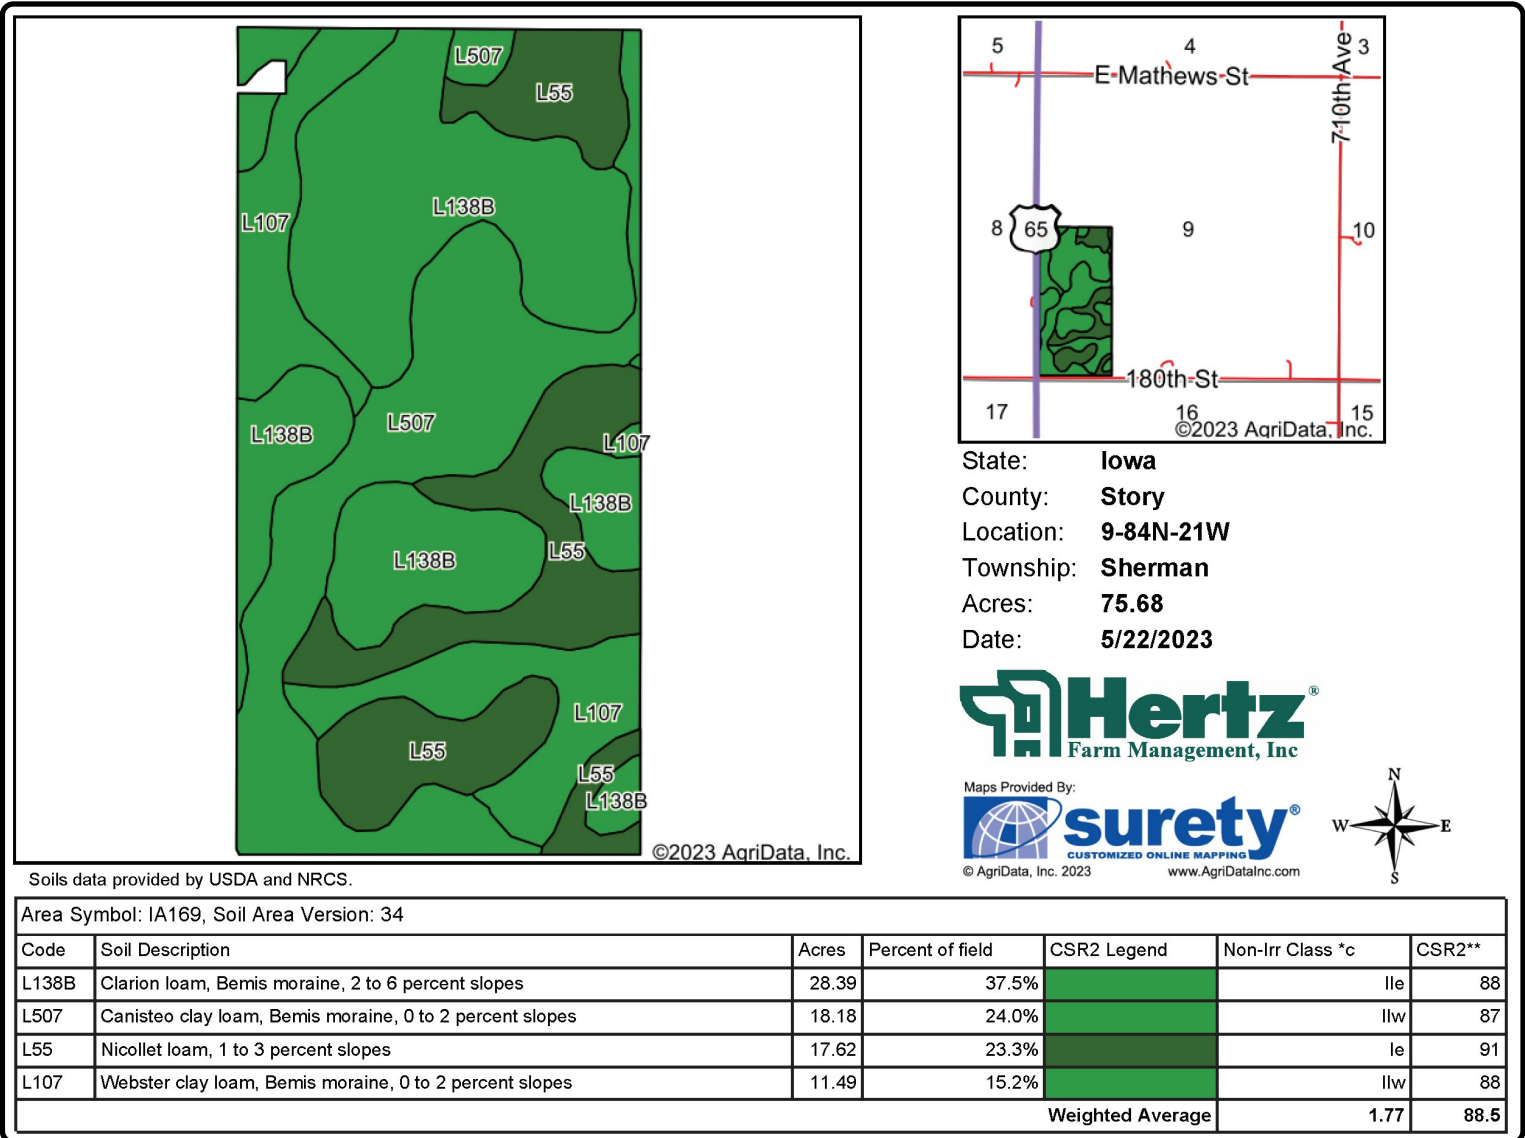 L507
L55
L138B
L107
L138B
L507
L107
L138B
L138B
L55
L107
L55
L55
L138B
©2023 AgriData, Inc.
5
4
3
E Mathews St
710th Ave
8
65
9
10
180th St
17
16
15
©2023 AgriData, Inc.
State: Iowa
County: Story
Location: 9-84N-21W
Township: Sherman
Acres: 75.68
Date: 5/22/2023
Hertz®
Farm Management, Inc
Maps Provided By:
surety®
CUSTOMIZED ONLINE MAPPING
© AgriData, Inc. 2023 www.AgriDataInc.com
N
W E
S
Soils data provided by USDA and NRCS.
Area Symbol: IA169, Soil Area Version: 34
Code Soil Description Acres Percent of field CSR2 Legend Non-Irr Class *c CSR2**
L138B Clarion loam, Bemis moraine, 2 to 6 percent slopes 28.39 37.5% IIe 88
L507 Canisteo clay loam, Bemis moraine, 0 to 2 percent slopes 18.18 24.0% IIw 87
L55 Nicollet loam, 1 to 3 percent slopes 17.62 23.3% Ie 91
L107 Webster clay loam, Bemis moraine, 0 to 2 percent slopes 11.49 15.2% IIw 88
Weighted Average 1.77 88.5